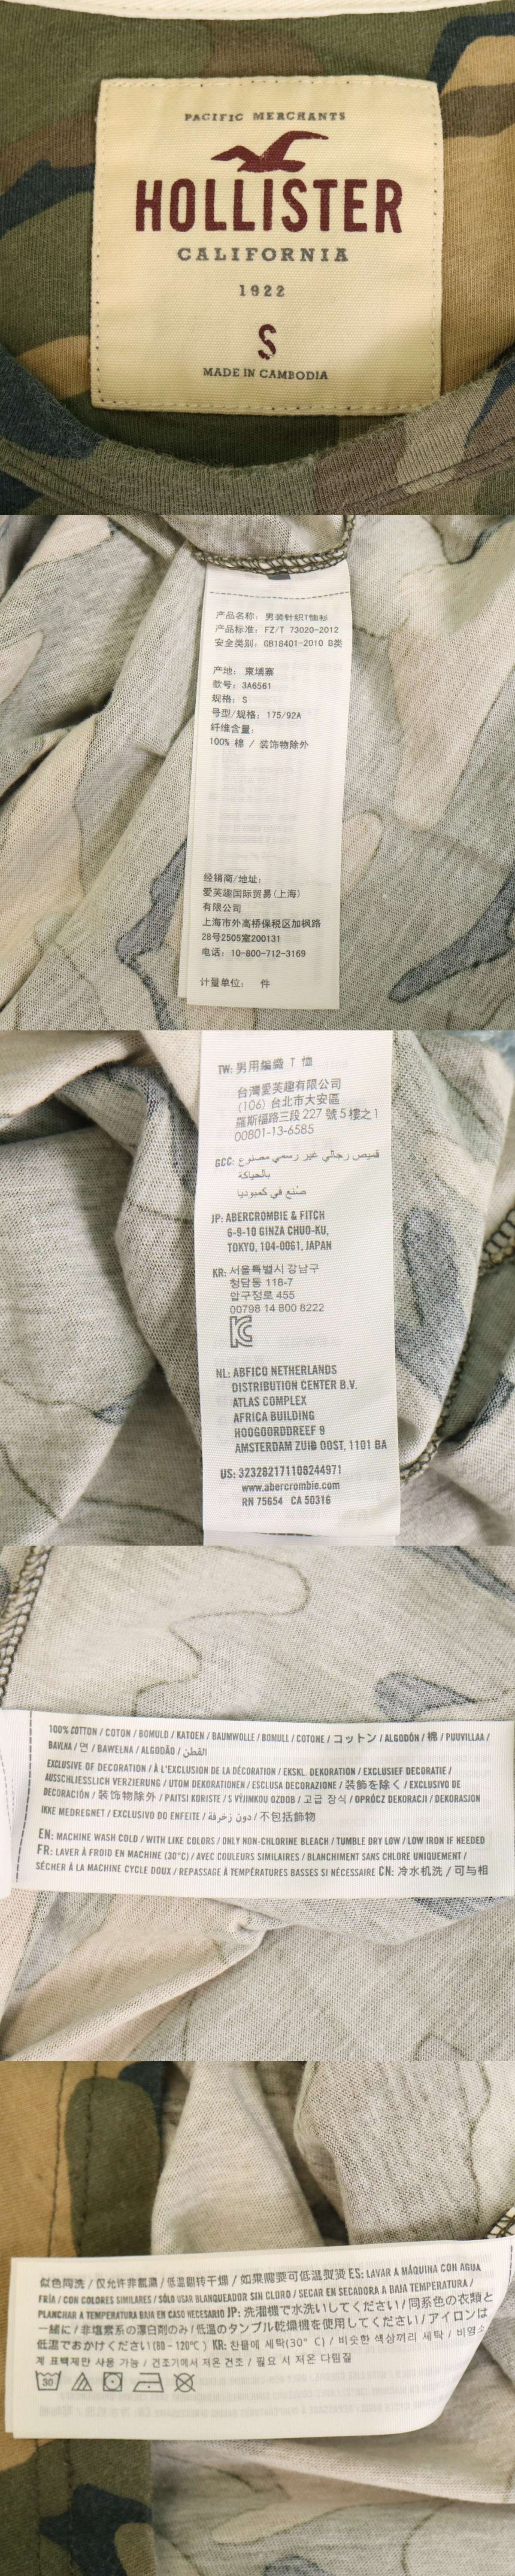 PACIFIC MERCHANTS
HOLLISTER
CALIFORNIA
1922
S
MADE IN CAMBODIA
产品名称: 男装针织T恤衫
产品标准: FZ/T 73020-2012
安全类别: GB18401-2010 B类
产地: 柬埔寨
款号: 3A6561
规格: S
号型/规格: 175/92A
纤维含量:
100% 棉 / 装饰物除外
经销商/地址:
爱芙趣国际贸易(上海)
有限公司
上海市外高桥保税区加枫路
28号2505室200131
电话: 10-800-712-3169
计量单位: 件
TW: 男用編織 T 恤
台灣愛芙趣有限公司
(106) 台北市大安區
羅斯福路三段 227 號 5 樓之1
00801-13-6585
GCC: قميص رجالي غير رسمي مصنوع
بالحياكة
صنع في كمبوديا
JP: ABERCROMBIE & FITCH
6-9-10 GINZA CHUO-KU,
TOKYO, 104-0061, JAPAN
KR: 서울특별시 강남구
청담동 118-7
압구정로 455
00798 14 800 8222
NL: ABFICO NETHERLANDS
DISTRIBUTION CENTER B.V.
ATLAS COMPLEX
AFRICA BUILDING
HOOGOORDDREEF 9
AMSTERDAM ZUID OOST, 1101 BA
US: 323282171108244971
www.abercrombie.com
RN 75654 CA 50316
100% COTTON / COTON / BOMULD / KATOEN / BAUMWOLLE / BOMULL / COTONE / コットン / ALGODÓN / 棉 / PUUVILLAA /
BAVLNA / 면 / BAWEŁNA / ALGODÃO / القطن
EXCLUSIVE OF DECORATION / À L'EXCLUSION DE LA DÉCORATION / EKSKL. DEKORATION / EXCLUSIEF DECORATIE /
AUSSCHLIESSLICH VERZIERUNG / UTOM DEKORATIONEN / ESCLUSA DECORAZIONE / 装飾を除く / EXCLUSIVO DE
DECORACIÓN / 装饰物除外 / PAITSI KORISTE / S VÝJIMKOU OZDOB / 고급 장식 / OPRÓCZ DEKORACJI / DEKORASJON
IKKE MEDREGNET / EXCLUSIVO DO ENFEITE / دون زخرفة / 不包括飾物
EN: MACHINE WASH COLD / WITH LIKE COLORS / ONLY NON-CHLORINE BLEACH / TUMBLE DRY LOW / LOW IRON IF NEEDED
FR: LAVER À FROID EN MACHINE (30°C) / AVEC COULEURS SIMILAIRES / BLANCHIMENT SANS CHLORE UNIQUEMENT /
SÉCHER À LA MACHINE CYCLE DOUX / REPASSAGE À TEMPÉRATURES BASSES SI NÉCESSAIRE CN: 冷水机洗 / 可与相
似色同洗 / 仅允许非氯漂 / 低温翻转干燥 / 如果需要可低温熨烫 ES: LAVAR A MÁQUINA CON AGUA
FRÍA / CON COLORES SIMILARES / SÓLO USAR BLANQUEADOR SIN CLORO / SECAR EN SECADORA A BAJA TEMPERATURA /
PLANCHAR A TEMPERATURA BAJA EN CASO NECESARIO JP: 洗濯機で水洗いしてください / 同系色の衣類と
一緒に / 非塩素系の漂白剤のみ / 低温のタンブル乾燥機を使用してください / アイロンは
低温でおかけください (80 - 120℃) KR: 찬물에 세탁(30° C) / 비슷한 색상끼리 세탁 / 비염소
계 표백제만 사용 가능 / 건조기에서 저온 건조 / 필요 시 저온 다림질
30